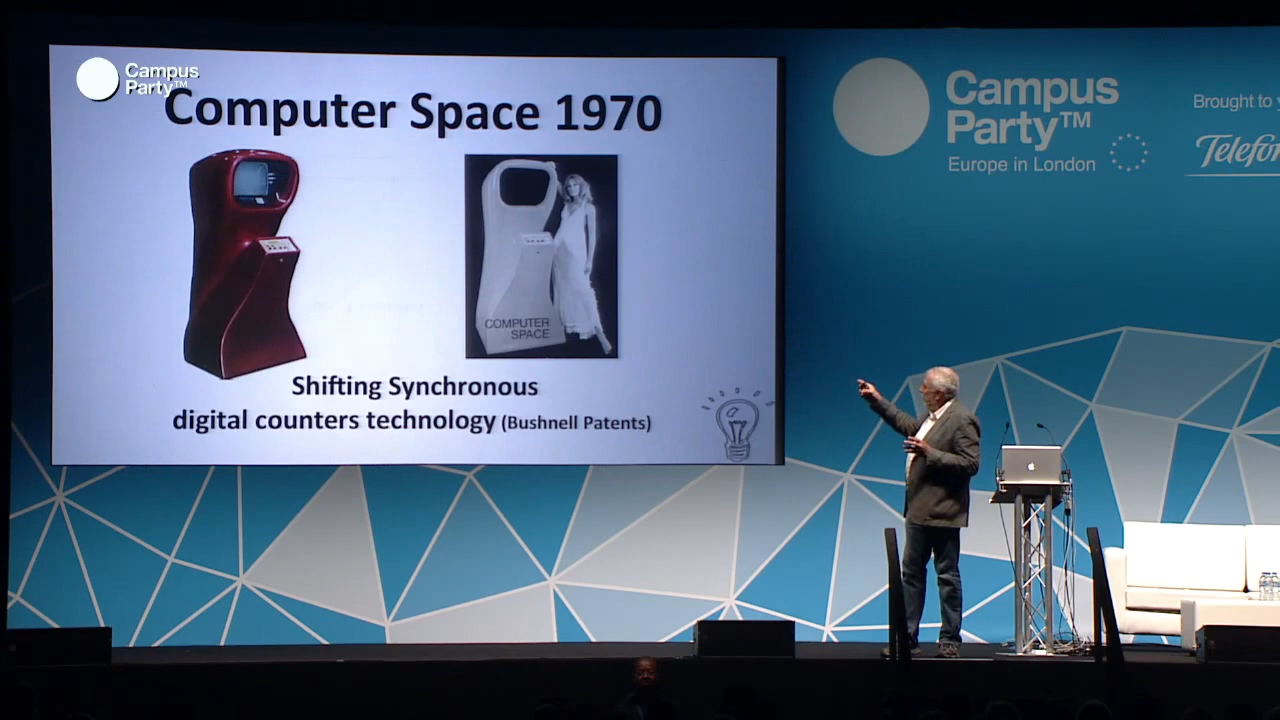 Campus
Party™
Computer Space 1970
COMPUTER
SPACE
Shifting Synchronous
digital counters technology (Bushnell Patents)
Campus
Party™
Europe in London
Brought to